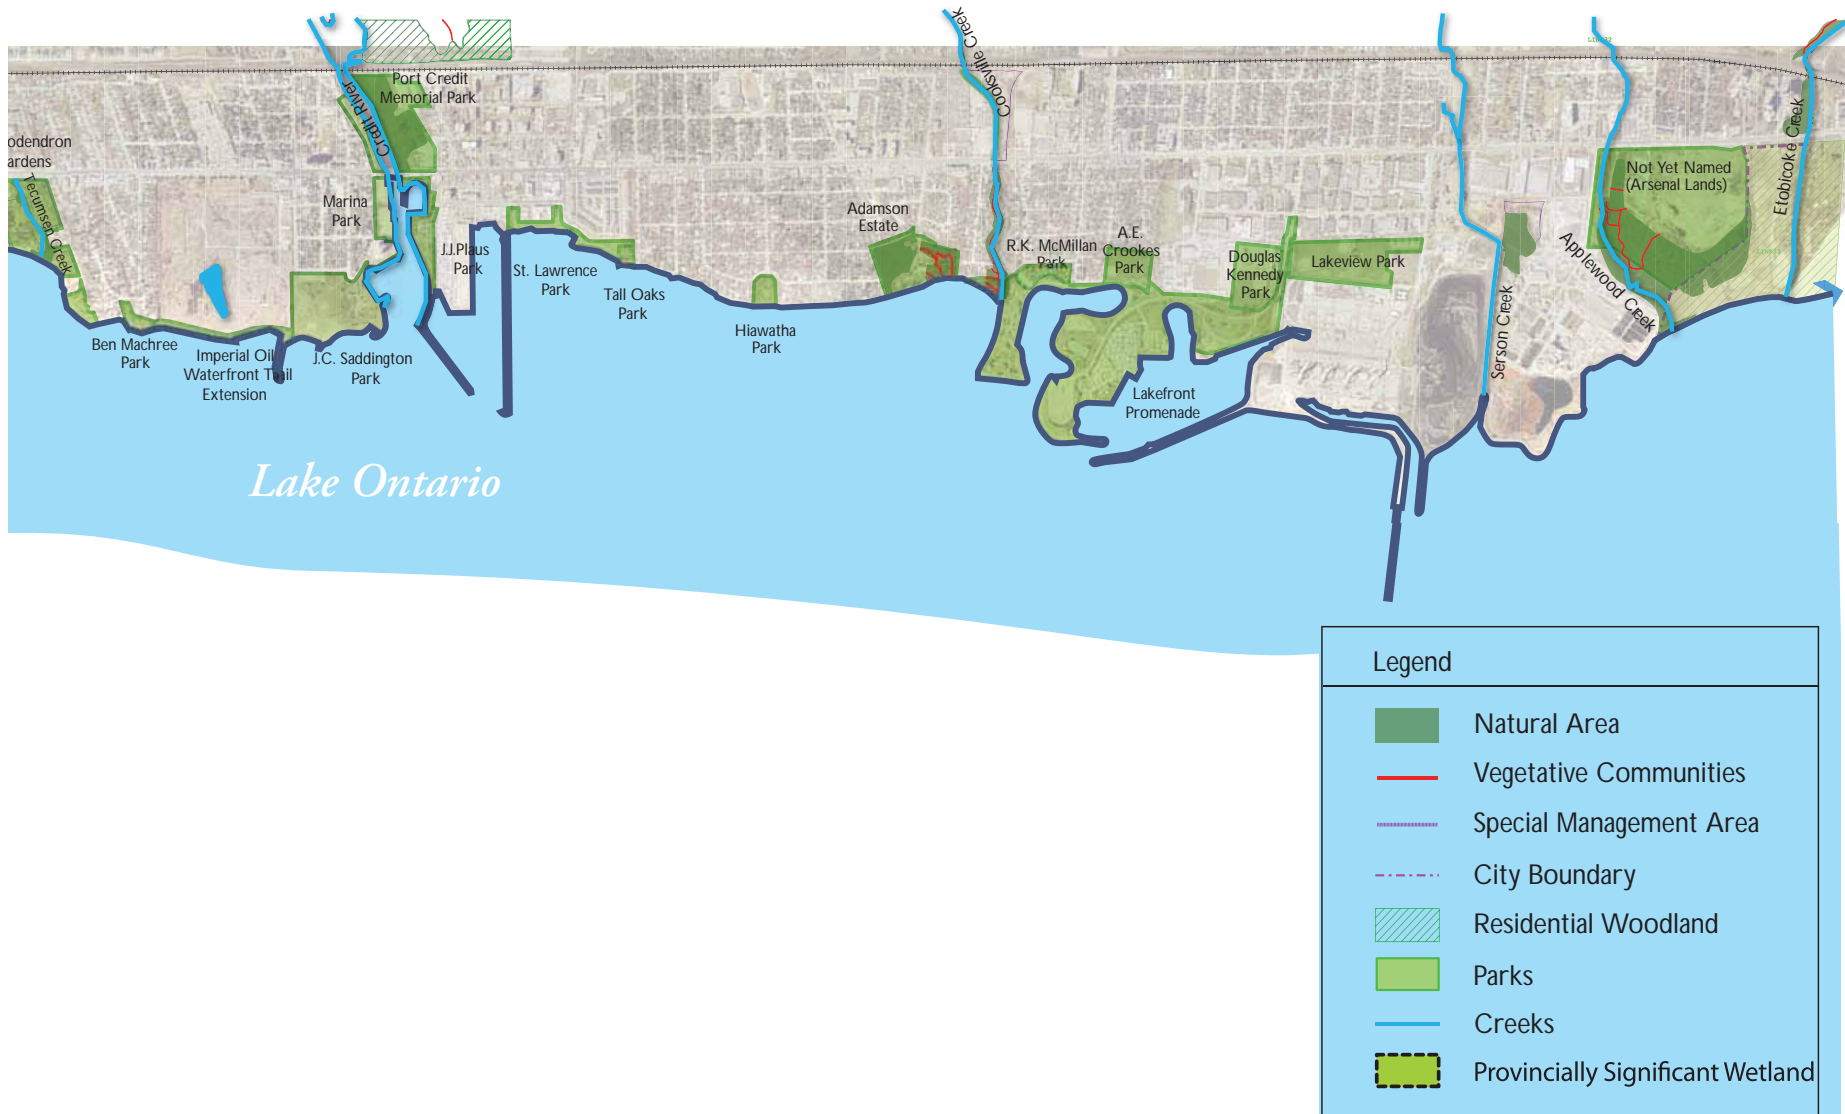 Port Credit
Memorial Park
Credit River
Cooksville Creek
odendron
ardens
Tecumsen Creek
Marina
Park
J.J.Plaus
Park
St. Lawrence
Park
Tall Oaks
Park
Hiawatha
Park
Adamson
Estate
R.K. McMillan
Park
A.E.
Crookes
Park
Douglas
Kennedy
Park
Lakeview Park
Not Yet Named
(Arsenal Lands)
Etobicoke Creek
Applewood Creek
Serson Creek
Ben Machree
Park
Imperial Oil
Waterfront Trail
Extension
J.C. Saddington
Park
Lakefront
Promenade
Lake Ontario
Legend
Natural Area
Vegetative Communities
Special Management Area
City Boundary
Residential Woodland
Parks
Creeks
Provincially Significant Wetland